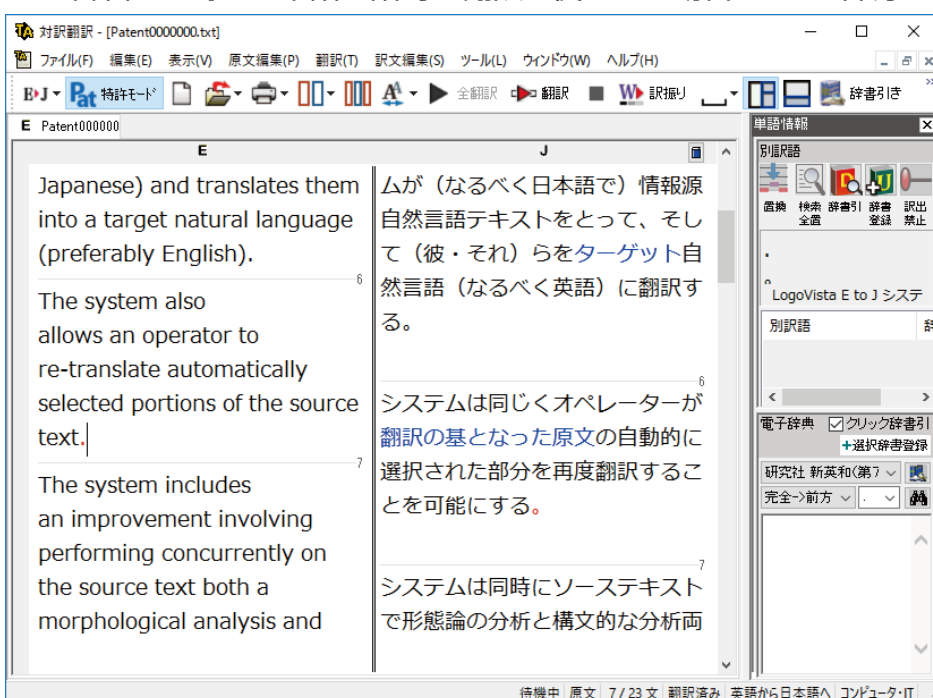 対訳翻訳 - [Patent0000000.txt]
ファイル(F) 編集(E) 表示(V) 原文編集(P) 翻訳(T) 訳文編集(S) ツール(L) ウィンドウ(W) ヘルプ(H)
E›J Pat 特許モード 全翻訳 翻訳 訳振り 辞書引き »
E Patent000000
単語情報
E
J
Japanese) and translates them
into a target natural language
(preferably English).
6
The system also
allows an operator to
re-translate automatically
selected portions of the source
text.
7
The system includes
an improvement involving
performing concurrently on
the source text both a
morphological analysis and
ムが（なるべく日本語で）情報源
自然言語テキストをとって、そし
て（彼・それ）らをターゲット自
然言語（なるべく英語）に翻訳す
る。
6
システムは同じくオペレーターが
翻訳の基となった原文の自動的に
選択された部分を再度翻訳するこ
とを可能にする。
7
システムは同時にソーステキスト
で形態論の分析と構文的な分析両
別訳語
置換 検索全置 辞書引 辞書登録 訳出禁止
.
LogoVista E to J システ
別訳語 辞
電子辞典 クリック辞書引
+選択辞書登録
研究社 新英和(第7
完全->前方 .
待機中 原文 7 / 23 文 翻訳済み 英語から日本語へ コンピュータ・IT